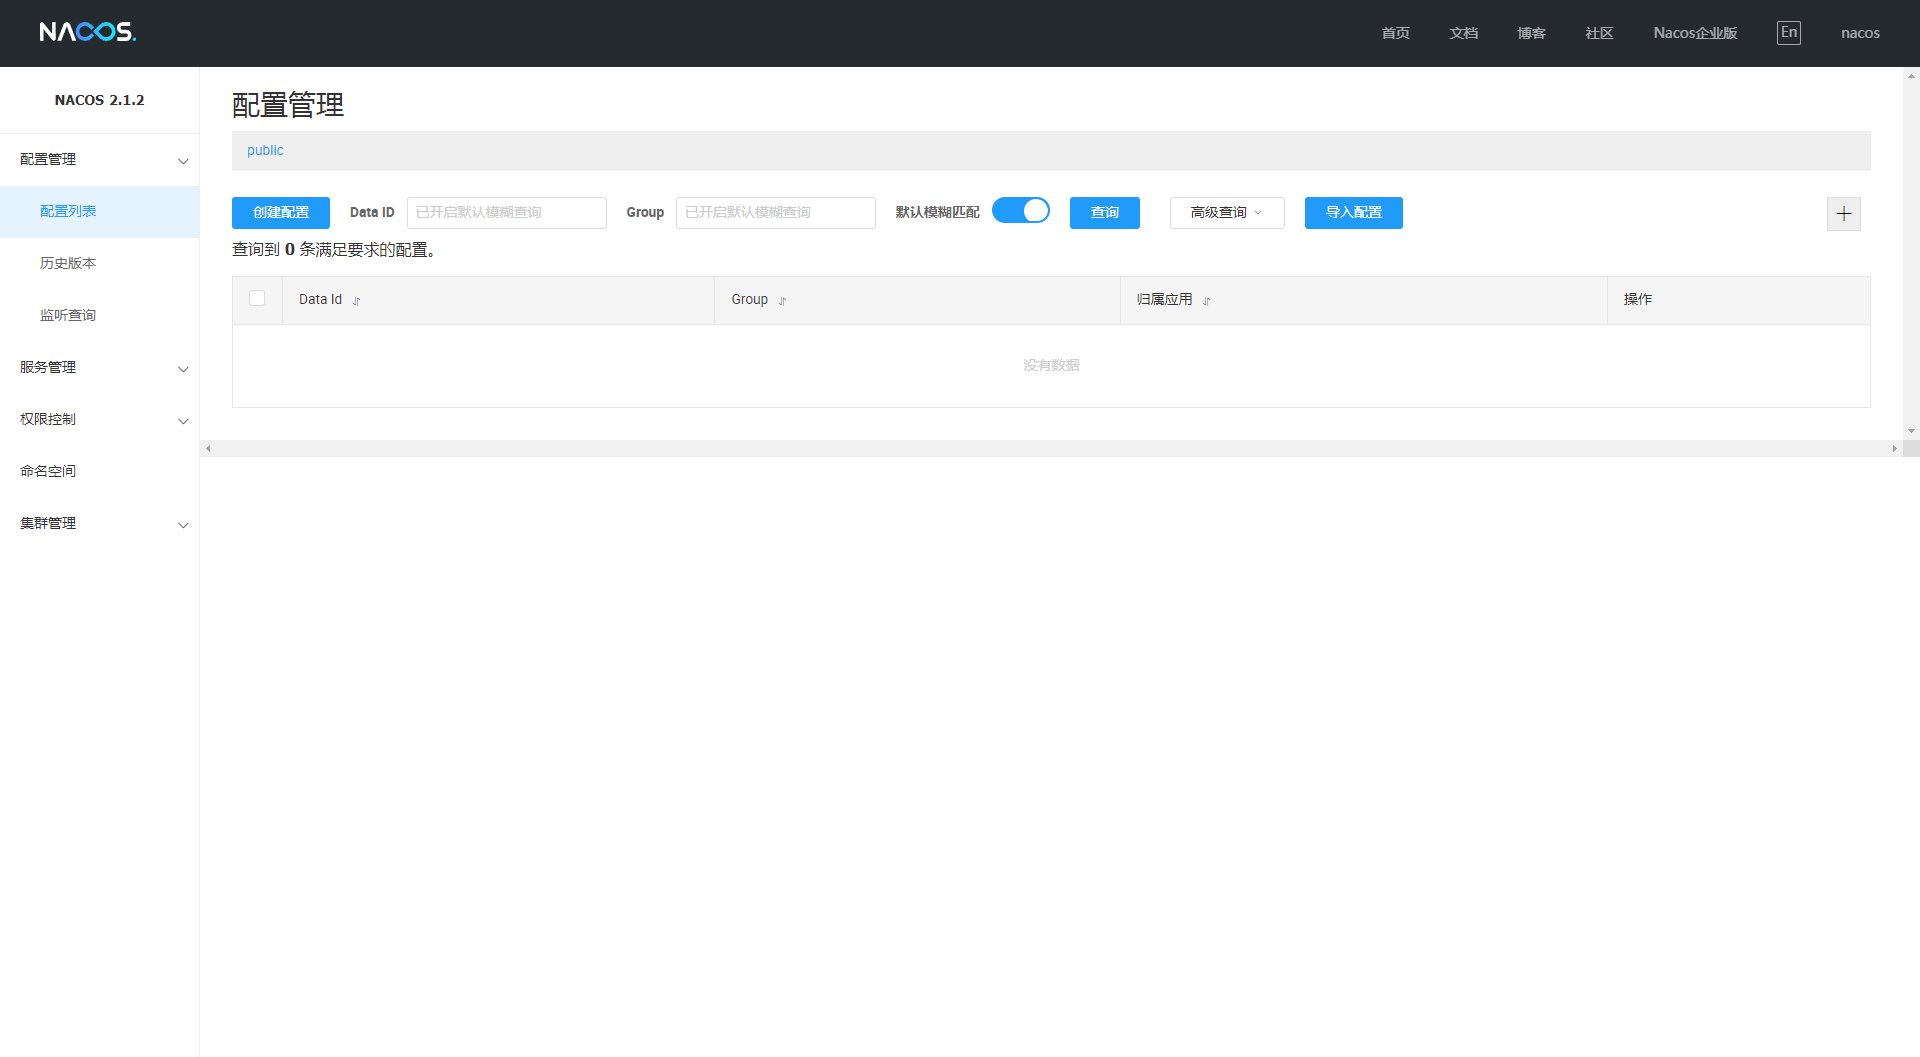 NACOS.
首页 文档 博客 社区 Nacos企业版 En nacos
NACOS 2.1.2
配置管理
配置列表
历史版本
监听查询
服务管理
权限控制
命名空间
集群管理
配置管理
public
创建配置 Data ID 已开启默认模糊查询 Group 已开启默认模糊查询 默认模糊匹配 查询 高级查询 导入配置
查询到 0 条满足要求的配置。
Data Id Group 归属应用 操作
没有数据